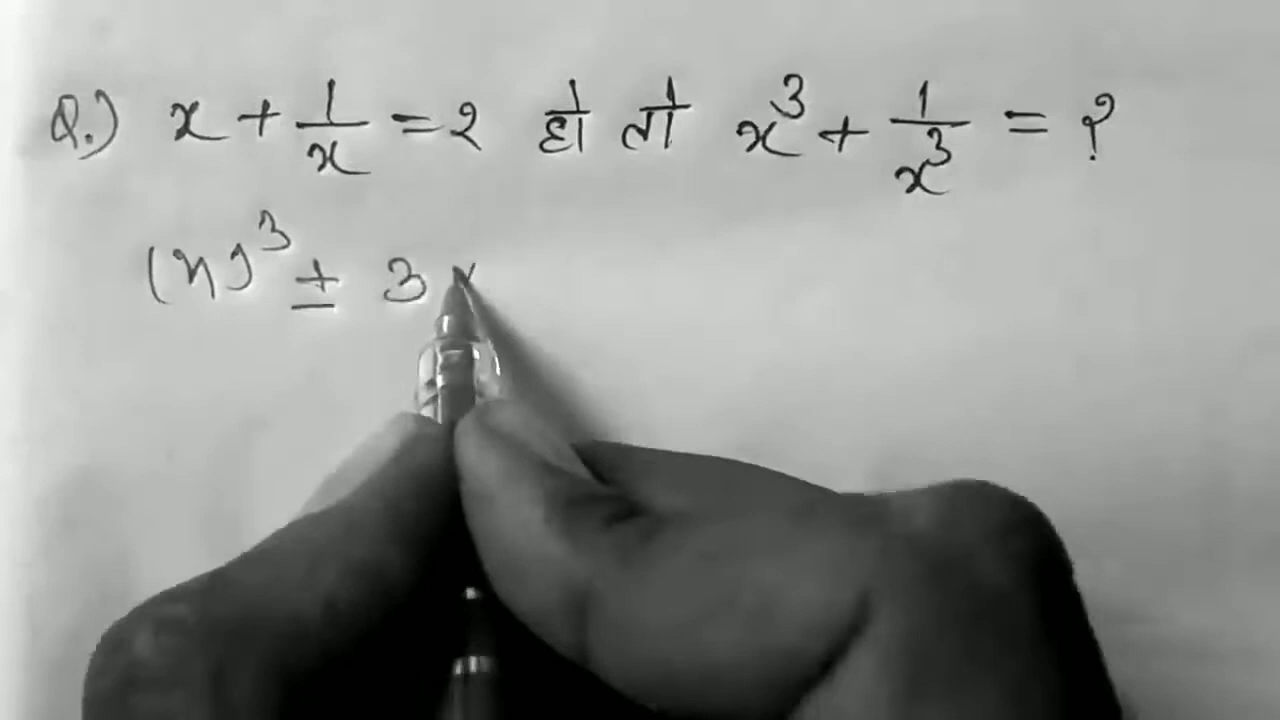 Q.) x + 1/x = 2 हो तो x³ + 1/x³ = ?
(n)³ ± 3 ×